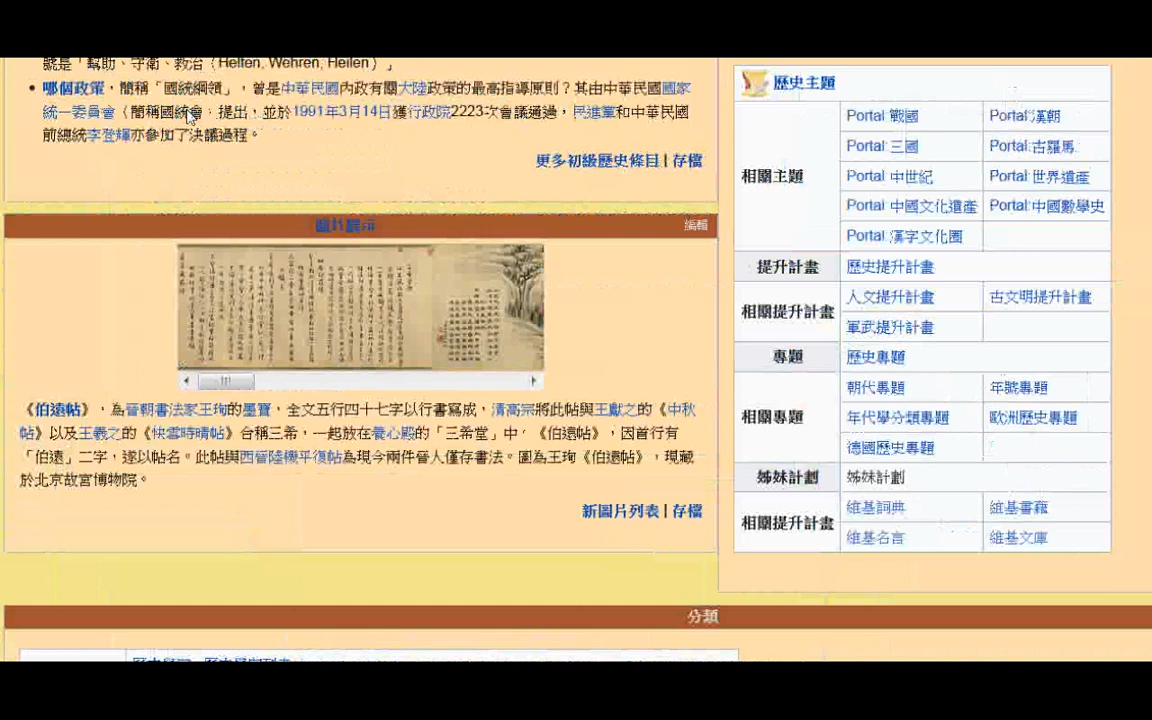 號是「幫助、守衛、救治（Helfen, Wehren, Heilen）」
哪個政策，簡稱「國統綱領」，曾是中華民國內政有關大陸政策的最高指導原則？其由中華民國國家
統一委員會（簡稱國統會，提出，並於1991年3月14日獲行政院2223次會議通過，民進黨和中華民國
前總統李登輝亦參加了決議過程。
更多初級歷史條目 | 存檔
圖片展示
編輯
《伯遠帖》，為晉朝書法家王珣的墨寶，全文五行四十七字以行書寫成，清高宗將此帖與王獻之的《中秋
帖》以及王羲之的《快雪時晴帖》合稱三希，一起放在養心殿的「三希堂」中，《伯遠帖》，因首行有
「伯遠」二字，遂以帖名。此帖與西晉陸機平復帖為現今兩件晉人僅存書法。圖為王珣《伯遠帖》，現藏
於北京故宮博物院。
新圖片列表 | 存檔
歷史主題
相關主題
Portal:戰國 Portal:漢朝
Portal:三國 Portal:古羅馬
Portal:中世紀 Portal:世界遺產
Portal:中國文化遺產 Portal:中國數學史
Portal:漢字文化圈
提升計畫 歷史提升計畫
相關提升計畫
人文提升計畫 古文明提升計畫
軍武提升計畫
專題 歷史專題
相關專題
朝代專題 年號專題
年代學分類專題 歐洲歷史專題
德國歷史專題
姊妹計劃 姊妹計劃
相關提升計畫
維基詞典 維基書籍
維基名言 維基文庫
分類